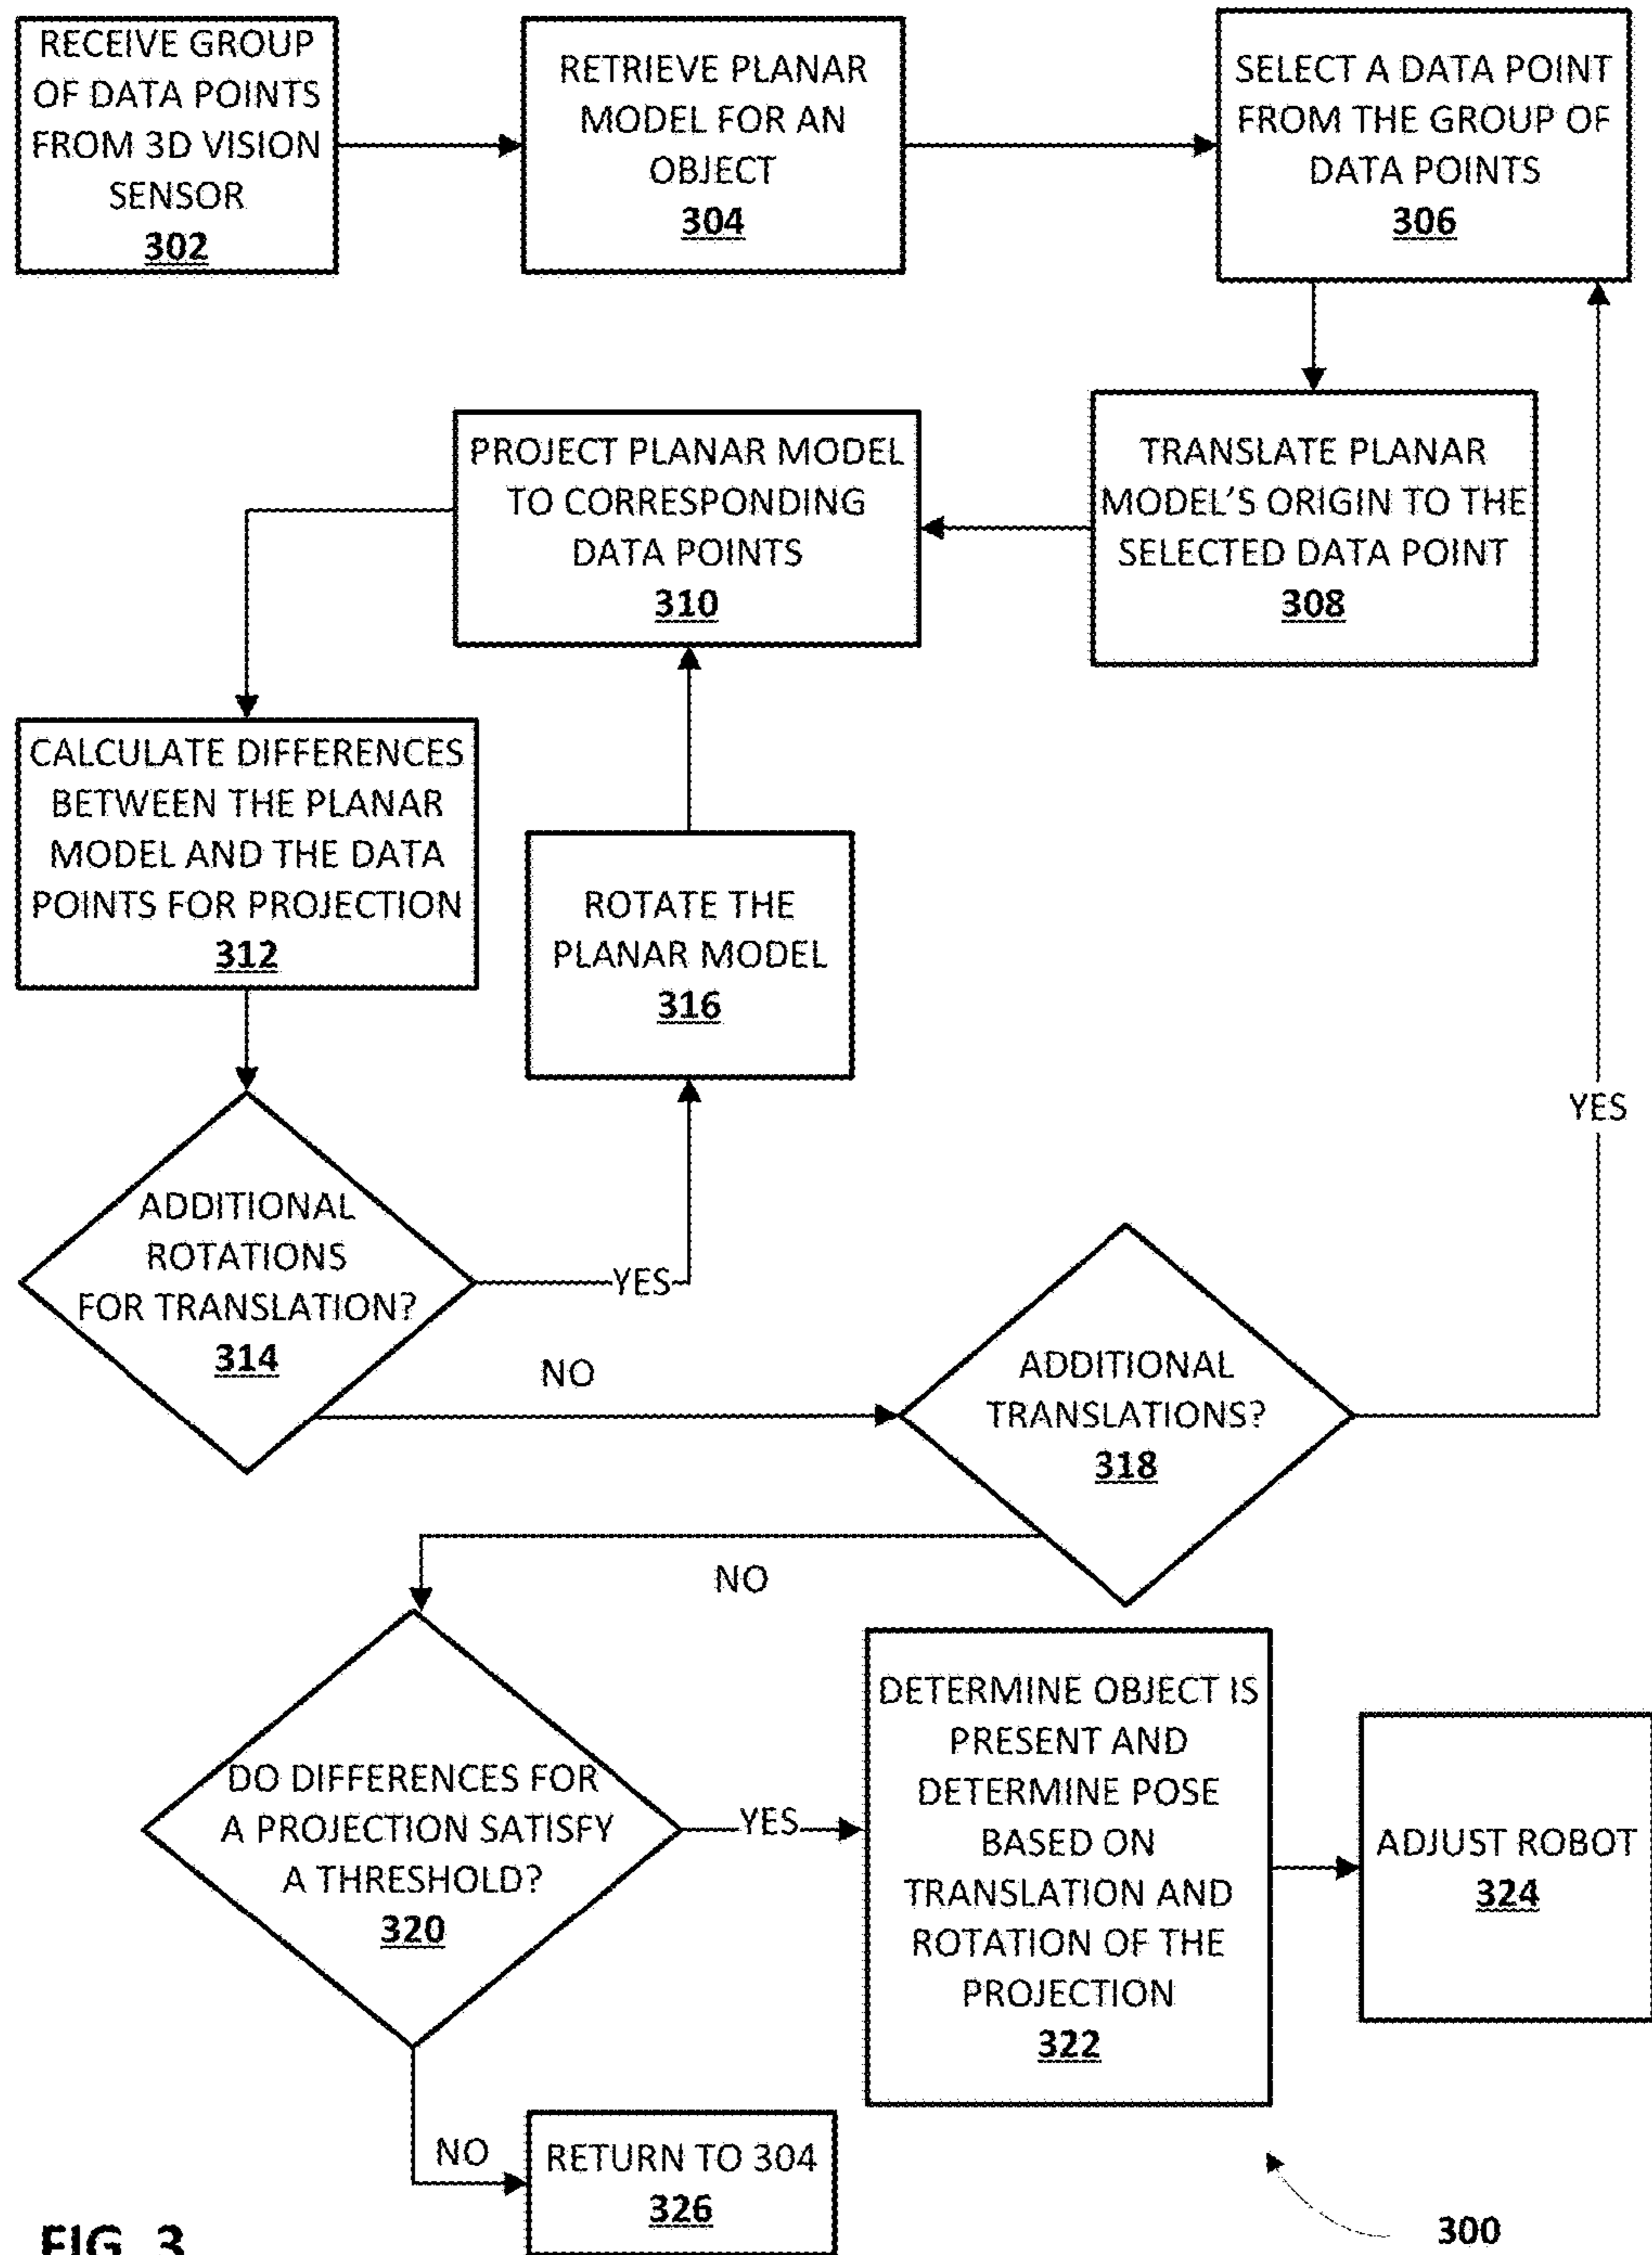 RECEIVE GROUP
OF DATA POINTS
FROM 3D VISION
SENSOR
302
RETRIEVE PLANAR
MODEL FOR AN
OBJECT
304
SELECT A DATA POINT
FROM THE GROUP OF
DATA POINTS
306
TRANSLATE PLANAR
MODEL'S ORIGIN TO THE
SELECTED DATA POINT
308
PROJECT PLANAR MODEL
TO CORRESPONDING
DATA POINTS
310
CALCULATE DIFFERENCES
BETWEEN THE PLANAR
MODEL AND THE DATA
POINTS FOR PROJECTION
312
ADDITIONAL
ROTATIONS
FOR TRANSLATION?
314
YES
ROTATE THE
PLANAR MODEL
316
NO
ADDITIONAL
TRANSLATIONS?
318
YES
NO
DO DIFFERENCES FOR
A PROJECTION SATISFY
A THRESHOLD?
320
YES
DETERMINE OBJECT IS
PRESENT AND
DETERMINE POSE
BASED ON
TRANSLATION AND
ROTATION OF THE
PROJECTION
322
ADJUST ROBOT
324
NO
RETURN TO 304
326
300
FIG. 3